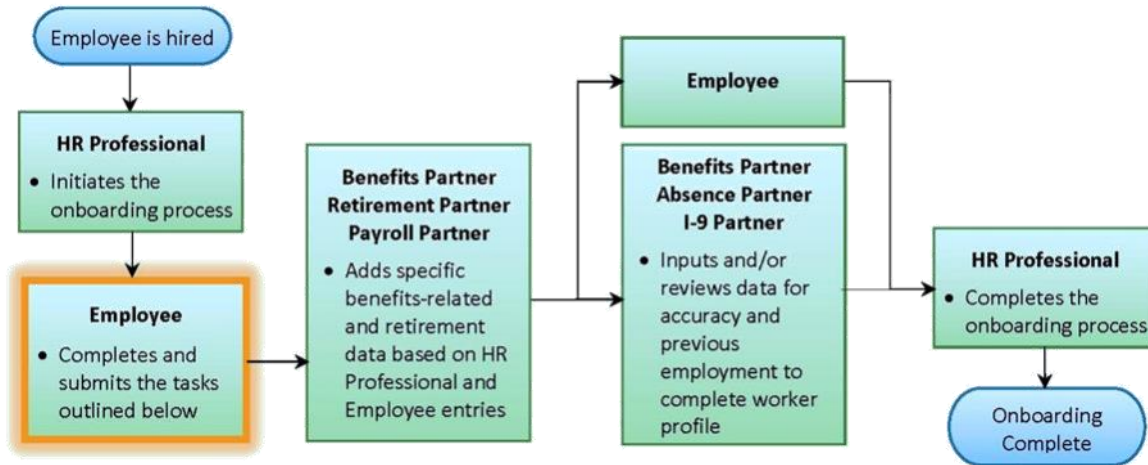 Employee is hired
HR Professional
• Initiates the
onboarding process
Employee
• Completes and
submits the tasks
outlined below
Benefits Partner
Retirement Partner
Payroll Partner
• Adds specific
benefits-related
and retirement
data based on HR
Professional and
Employee entries
Employee
Benefits Partner
Absence Partner
I-9 Partner
• Inputs and/or
reviews data for
accuracy and
previous
employment to
complete worker
profile
HR Professional
• Completes the
onboarding process
Onboarding
Complete